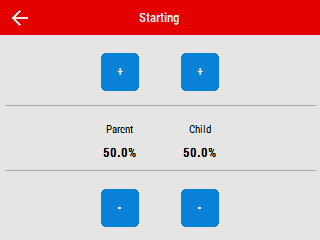 Starting
+ +
Parent Child
50.0% 50.0%
- -